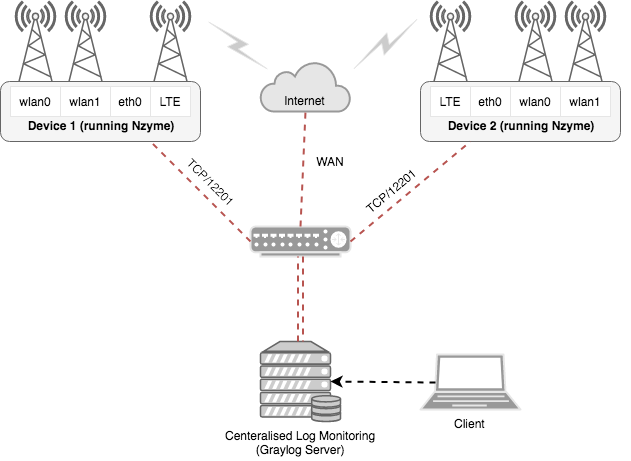 wlan0 wlan1 eth0 LTE
Device 1 (running Nzyme)
Internet
LTE eth0 wlan0 wlan1
Device 2 (running Nzyme)
WAN
TCP/12201
TCP/12201
Centralised Log Monitoring
(Graylog Server)
Client